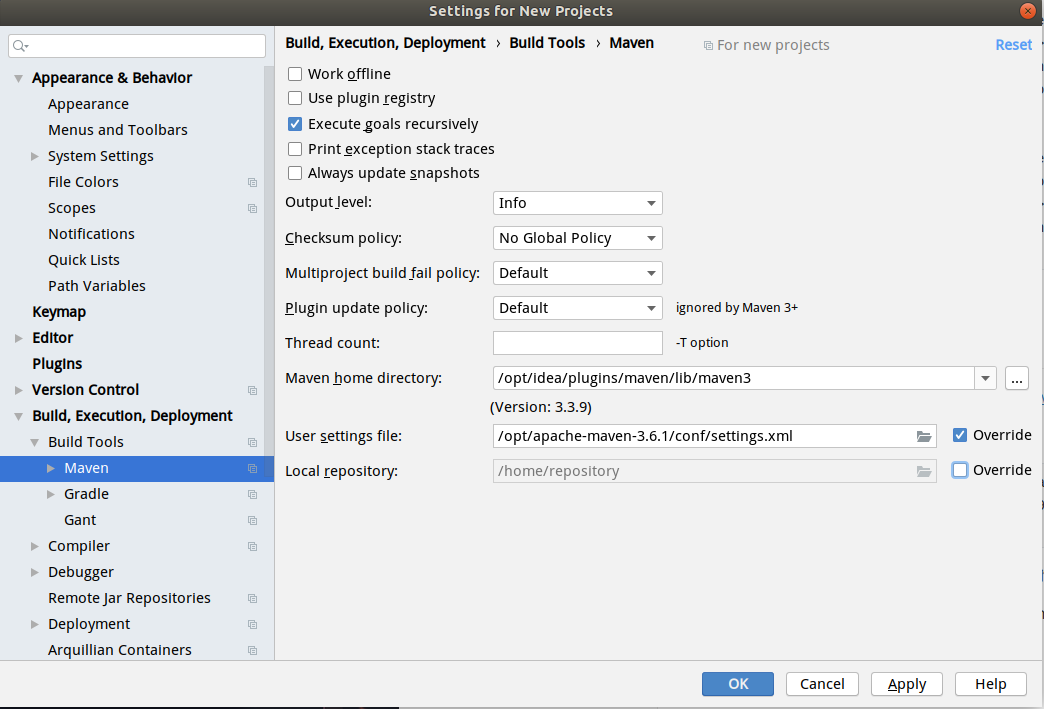 Settings for New Projects
Appearance & Behavior
Appearance
Menus and Toolbars
System Settings
File Colors
Scopes
Notifications
Quick Lists
Path Variables
Keymap
Editor
Plugins
Version Control
Build, Execution, Deployment
Build Tools
Maven
Gradle
Gant
Compiler
Debugger
Remote Jar Repositories
Deployment
Arquillian Containers
Build, Execution, Deployment › Build Tools › Maven For new projects Reset
Work offline
Use plugin registry
Execute goals recursively
Print exception stack traces
Always update snapshots
Output level: Info
Checksum policy: No Global Policy
Multiproject build fail policy: Default
Plugin update policy: Default ignored by Maven 3+
Thread count: -T option
Maven home directory: /opt/idea/plugins/maven/lib/maven3 ...
(Version: 3.3.9)
User settings file: /opt/apache-maven-3.6.1/conf/settings.xml Override
Local repository: /home/repository Override
OK Cancel Apply Help